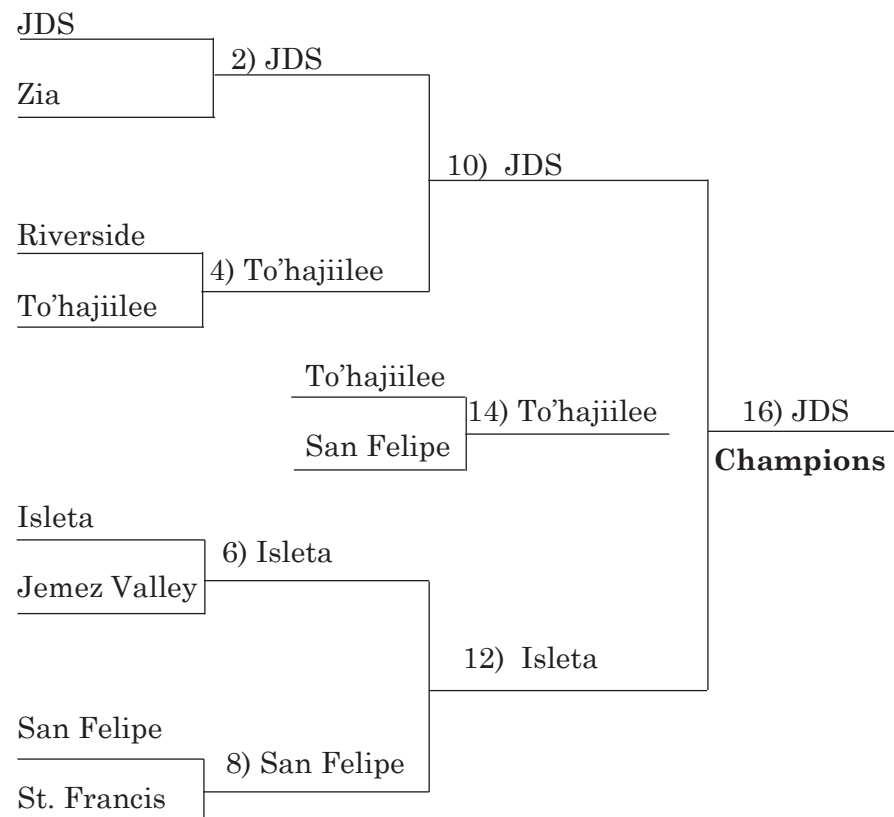 JDS
2) JDS
Zia
10) JDS
Riverside
4) To’hajiilee
To’hajiilee
To’hajiilee
14) To’hajiilee
San Felipe
16) JDS
Champions
Isleta
6) Isleta
Jemez Valley
12) Isleta
San Felipe
8) San Felipe
St. Francis